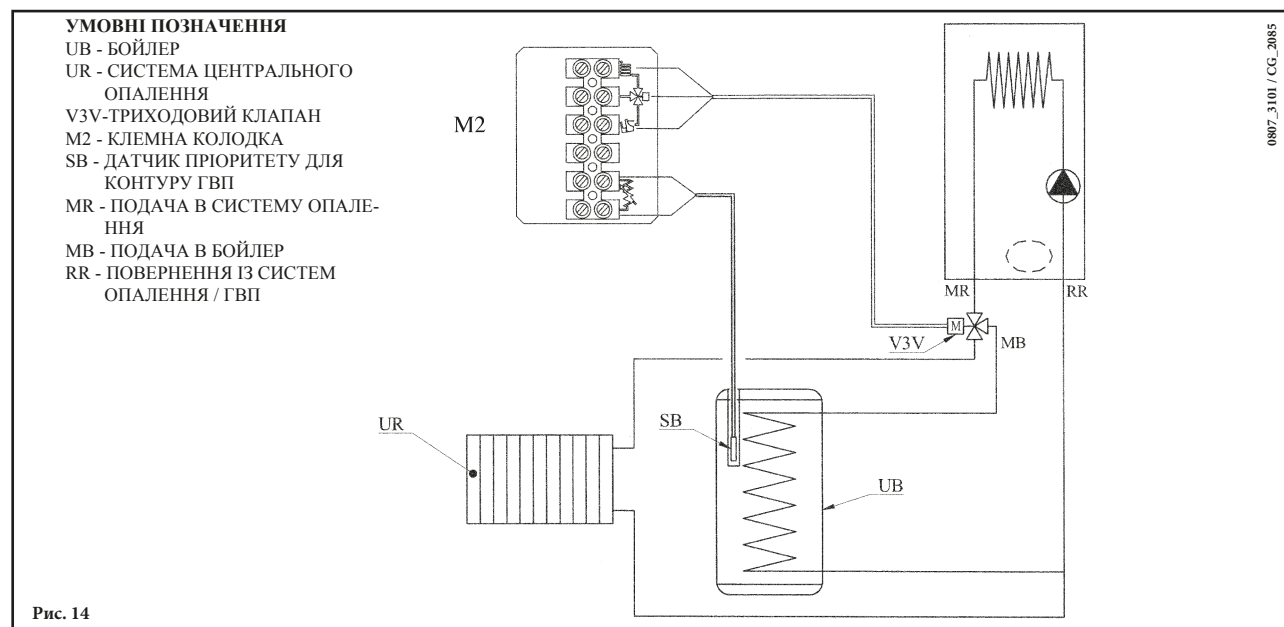 УМОВНІ ПОЗНАЧЕННЯ
UB - БОЙЛЕР
UR - СИСТЕМА ЦЕНТРАЛЬНОГО
ОПАЛЕННЯ
V3V-ТРИХОДОВИЙ КЛАПАН
M2 - КЛЕМНА КОЛОДКА
SB - ДАТЧИК ПРІОРИТЕТУ ДЛЯ
КОНТУРУ ГВП
MR - ПОДАЧА В СИСТЕМУ ОПАЛЕ-
ННЯ
MB - ПОДАЧА В БОЙЛЕР
RR - ПОВЕРНЕННЯ ІЗ СИСТЕМ
ОПАЛЕННЯ / ГВП
M2
0807_3101 / CG_2085
MR
RR
M
V3V
MB
UR
SB
UB
Рис. 14